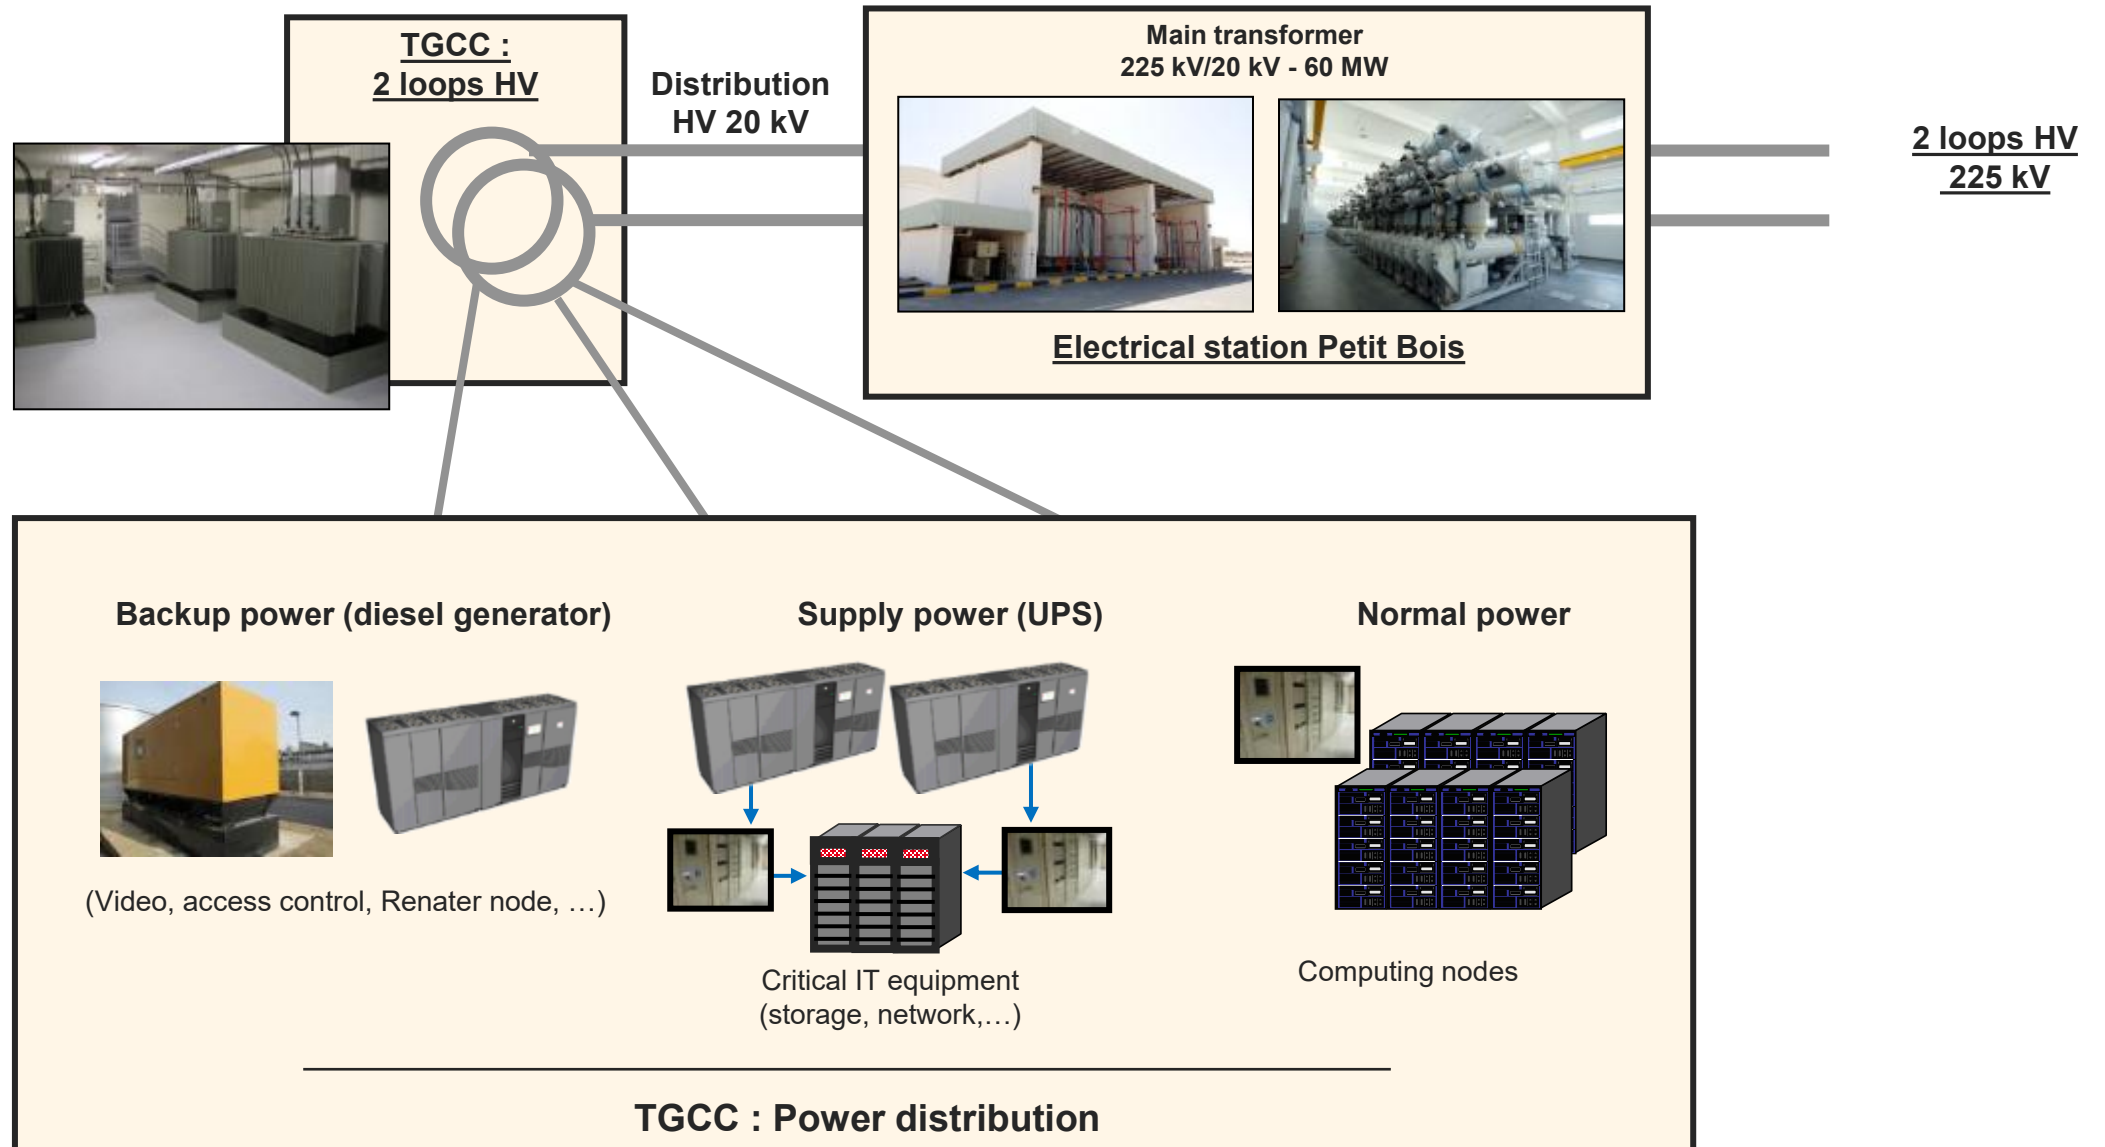 TGCC :
2 loops HV
Distribution
HV 20 kV
Main transformer
225 kV/20 kV - 60 MW
Electrical station Petit Bois
2 loops HV
225 kV
Backup power (diesel generator)
Supply power (UPS)
Normal power
(Video, access control, Renater node, …)
Critical IT equipment
(storage, network,…)
Computing nodes
TGCC : Power distribution